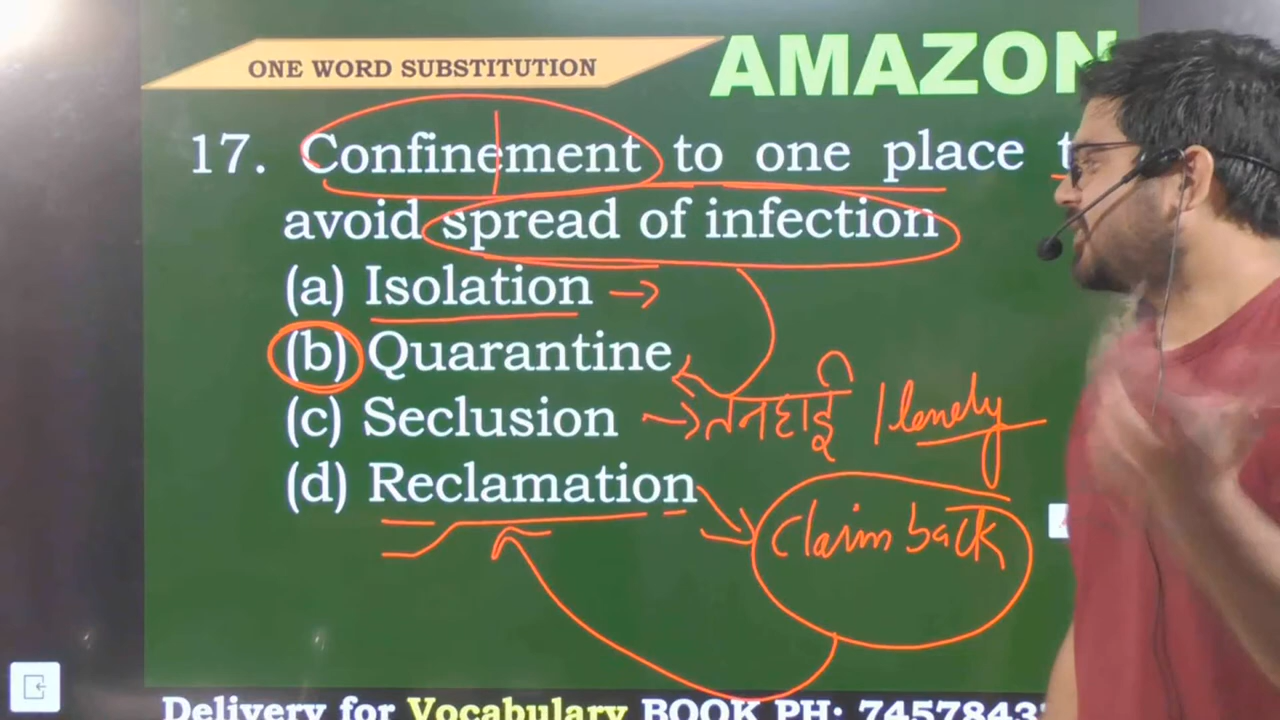 ONE WORD SUBSTITUTION
AMAZON
17. Confinement to one place t
avoid spread of infection
(a) Isolation →
(b) Quarantine
(c) Seclusion → तनहाई / lonely
(d) Reclamation
claim back
Delivery for Vocabulary BOOK PH: 7457843